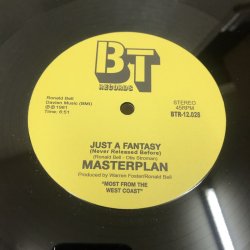 BT
RECORDS
Ronald Bell
Davien Music (BMI)
℗©1981
Time: 6:51
STEREO
45RPM
BTR-12.028
JUST A FANTASY
(Never Released Before)
(Ronald Bell - Otis Stroman)
MASTERPLAN
Produced by Warren Foster/Ronald Bell
"MOST FROM THE
WEST COAST"